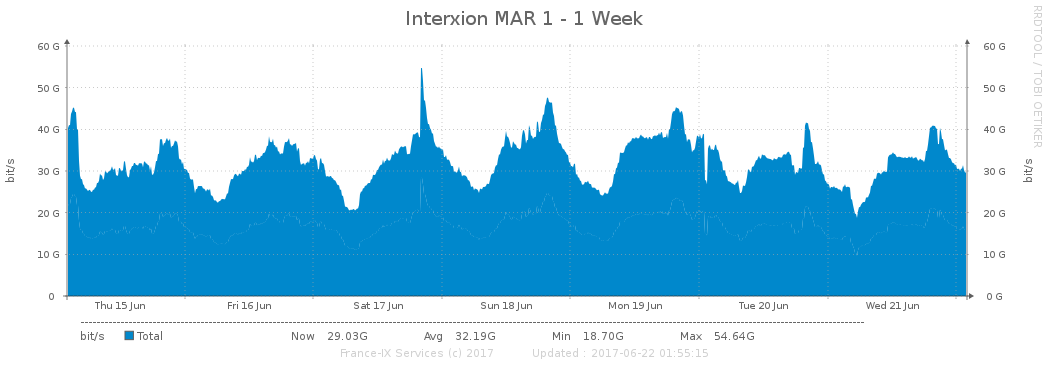 Interxion MAR 1 - 1 Week
RRDTOOL / TOBI OETIKER
bit/s
bit/s
60 G 60 G
50 G 50 G
40 G 40 G
30 G 30 G
20 G 20 G
10 G 10 G
0 0 G
Thu 15 Jun Fri 16 Jun Sat 17 Jun Sun 18 Jun Mon 19 Jun Tue 20 Jun Wed 21 Jun
bit/s Total Now 29.03G Avg 32.19G Min 18.70G Max 54.64G
France-IX Services (c) 2017 Updated : 2017-06-22 01:55:15